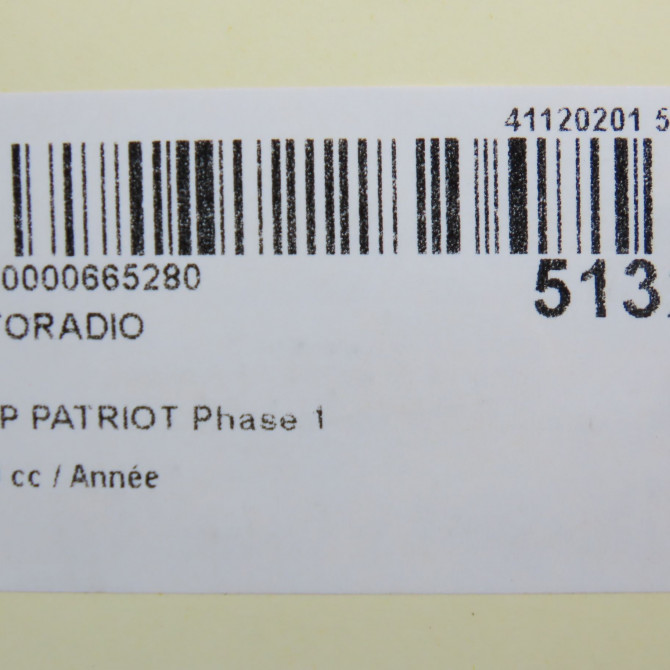 41120201 5
0000665280
513.
TORADIO
P PATRIOT Phase 1
cc / Année